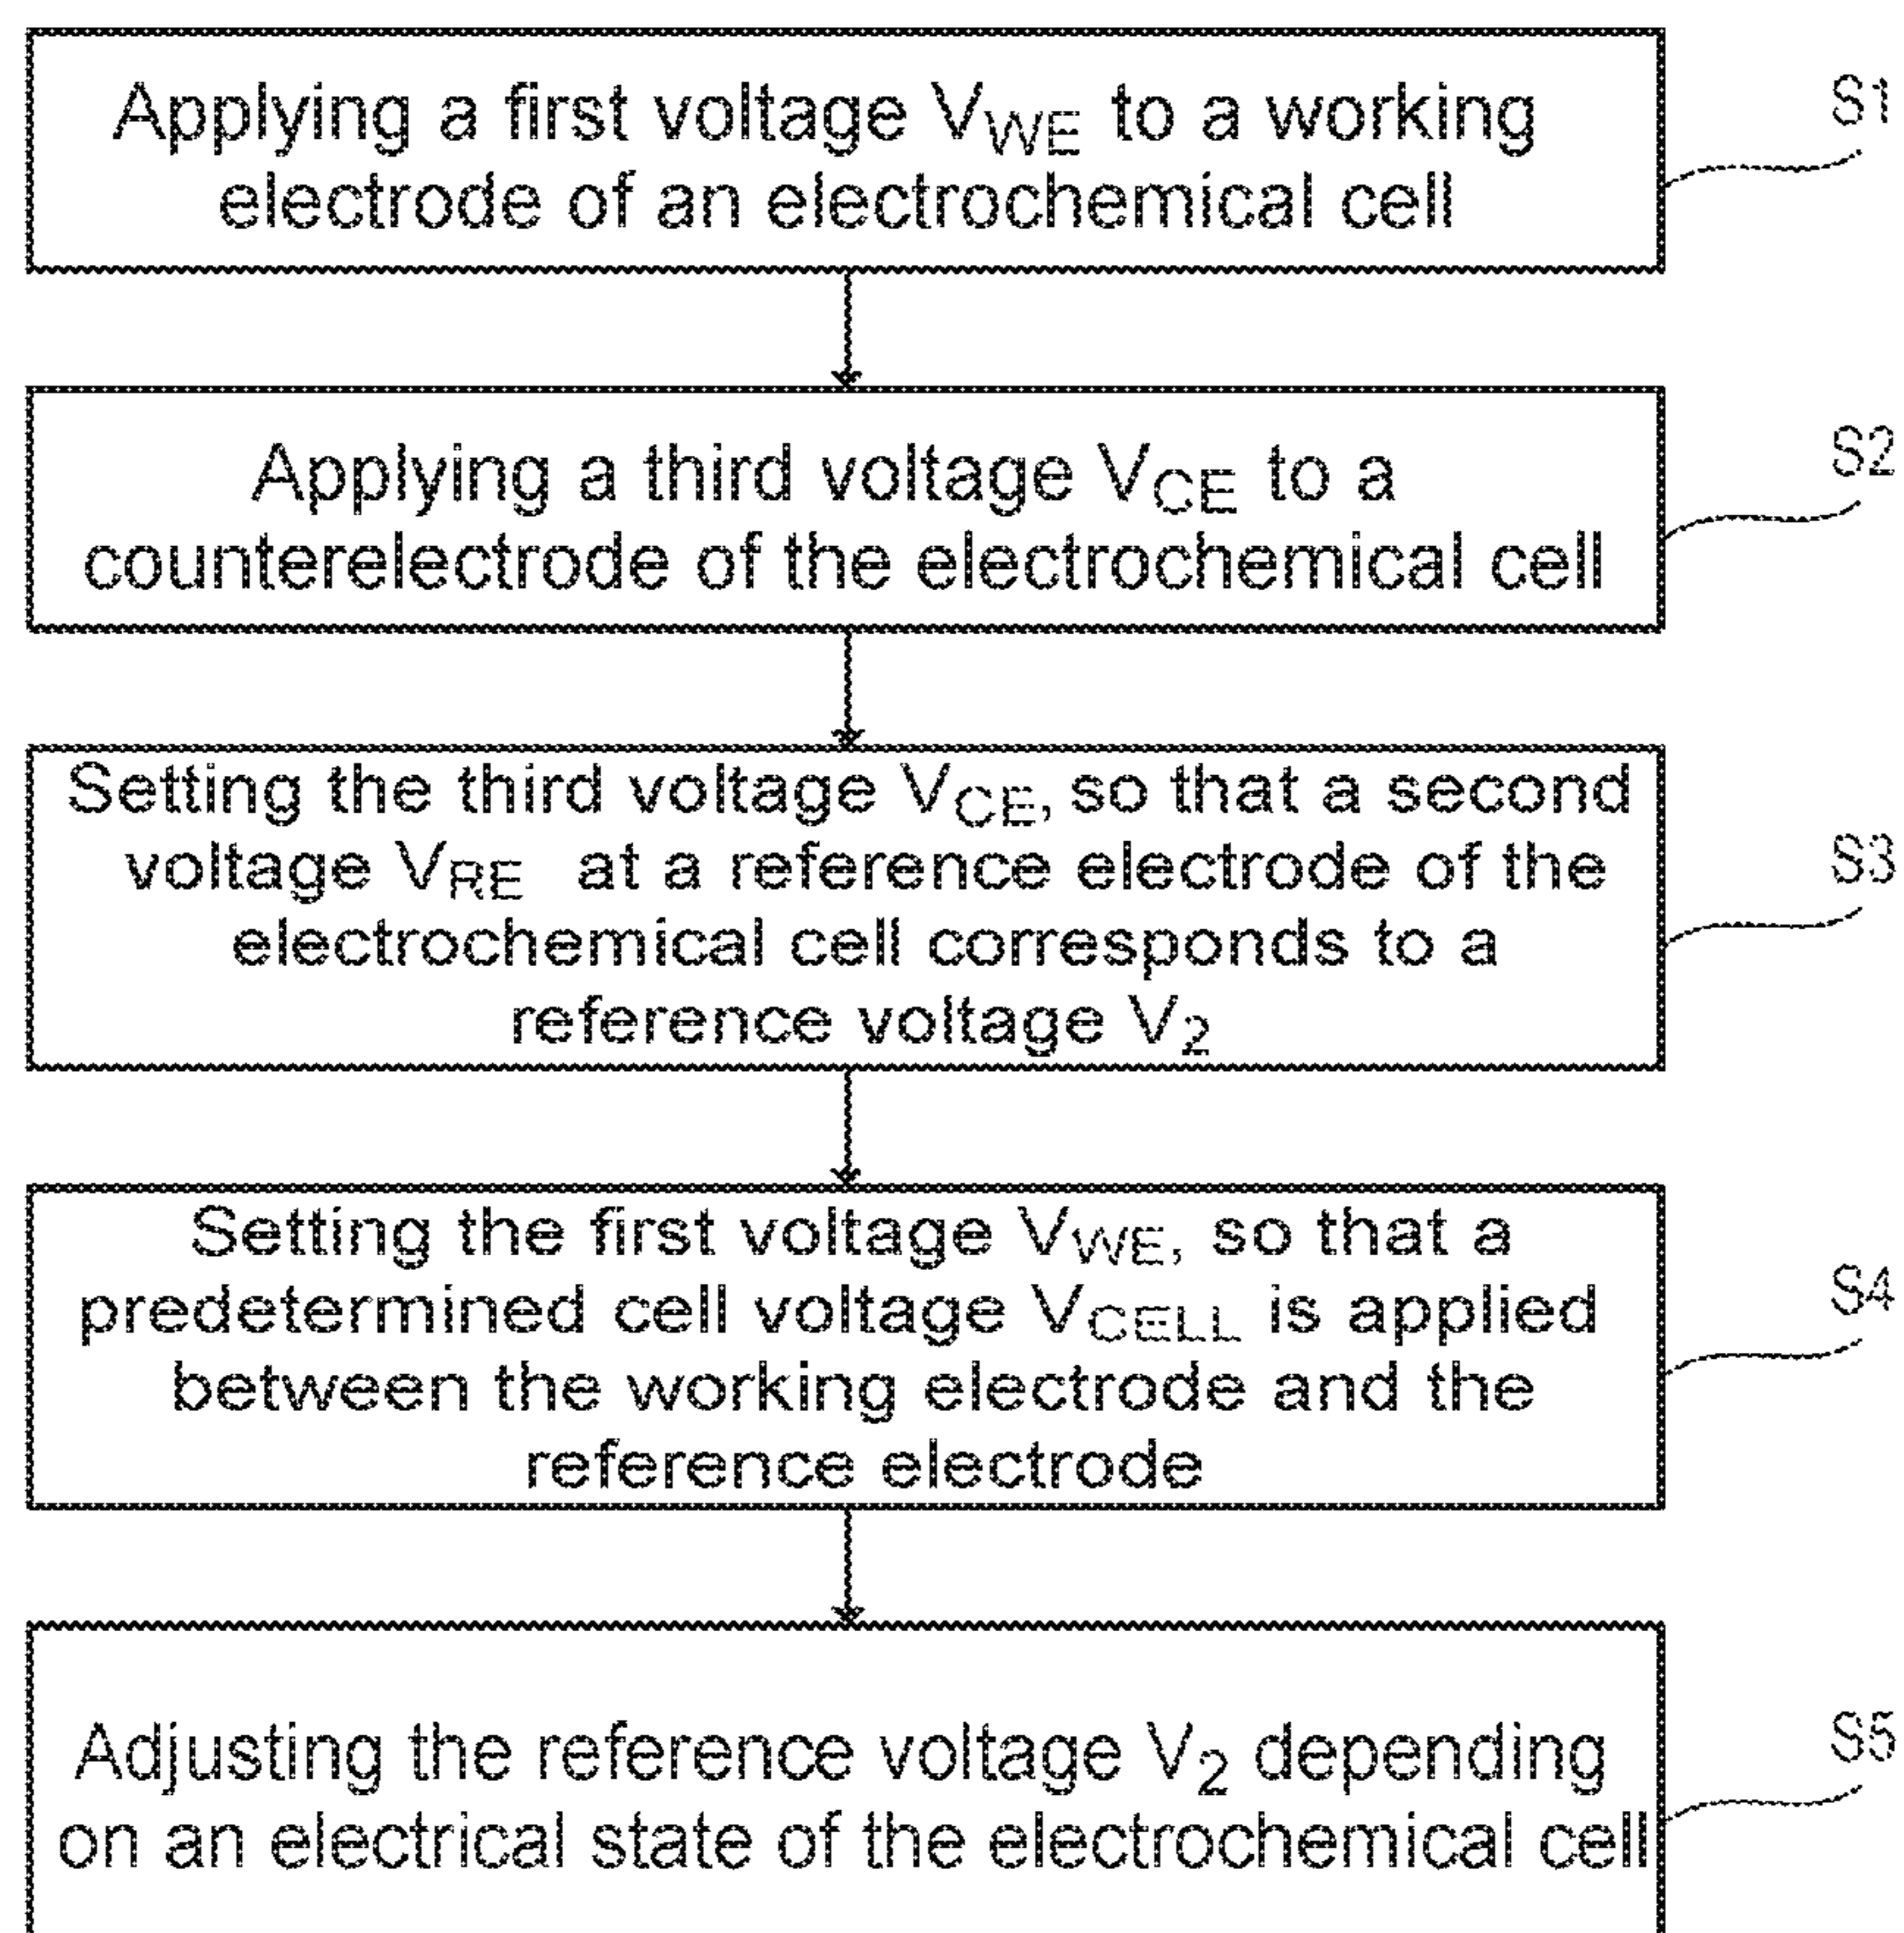 Applying a first voltage V_WE to a working
electrode of an electrochemical cell
S1
Applying a third voltage V_CE to a
counterelectrode of the electrochemical cell
S2
Setting the third voltage V_CE, so that a second
voltage V_RE at a reference electrode of the
electrochemical cell corresponds to a
reference voltage V_2
S3
Setting the first voltage V_WE, so that a
predetermined cell voltage V_CELL is applied
between the working electrode and the
reference electrode
S4
Adjusting the reference voltage V_2 depending
on an electrical state of the electrochemical cell
S5